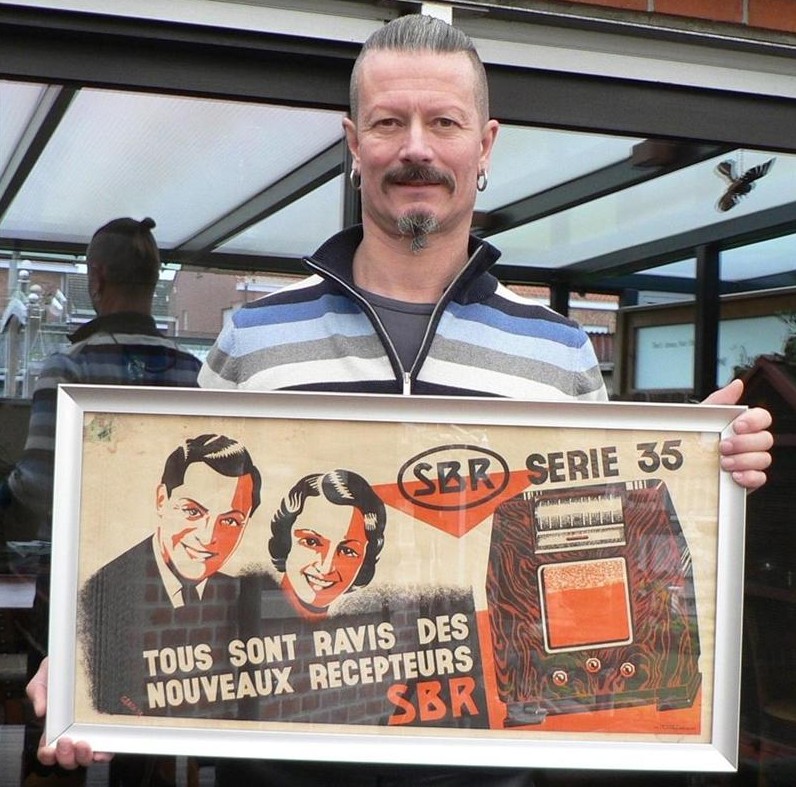 SBR SERIE 35
TOUS SONT RAVIS DES
NOUVEAUX RECEPTEURS
SBR